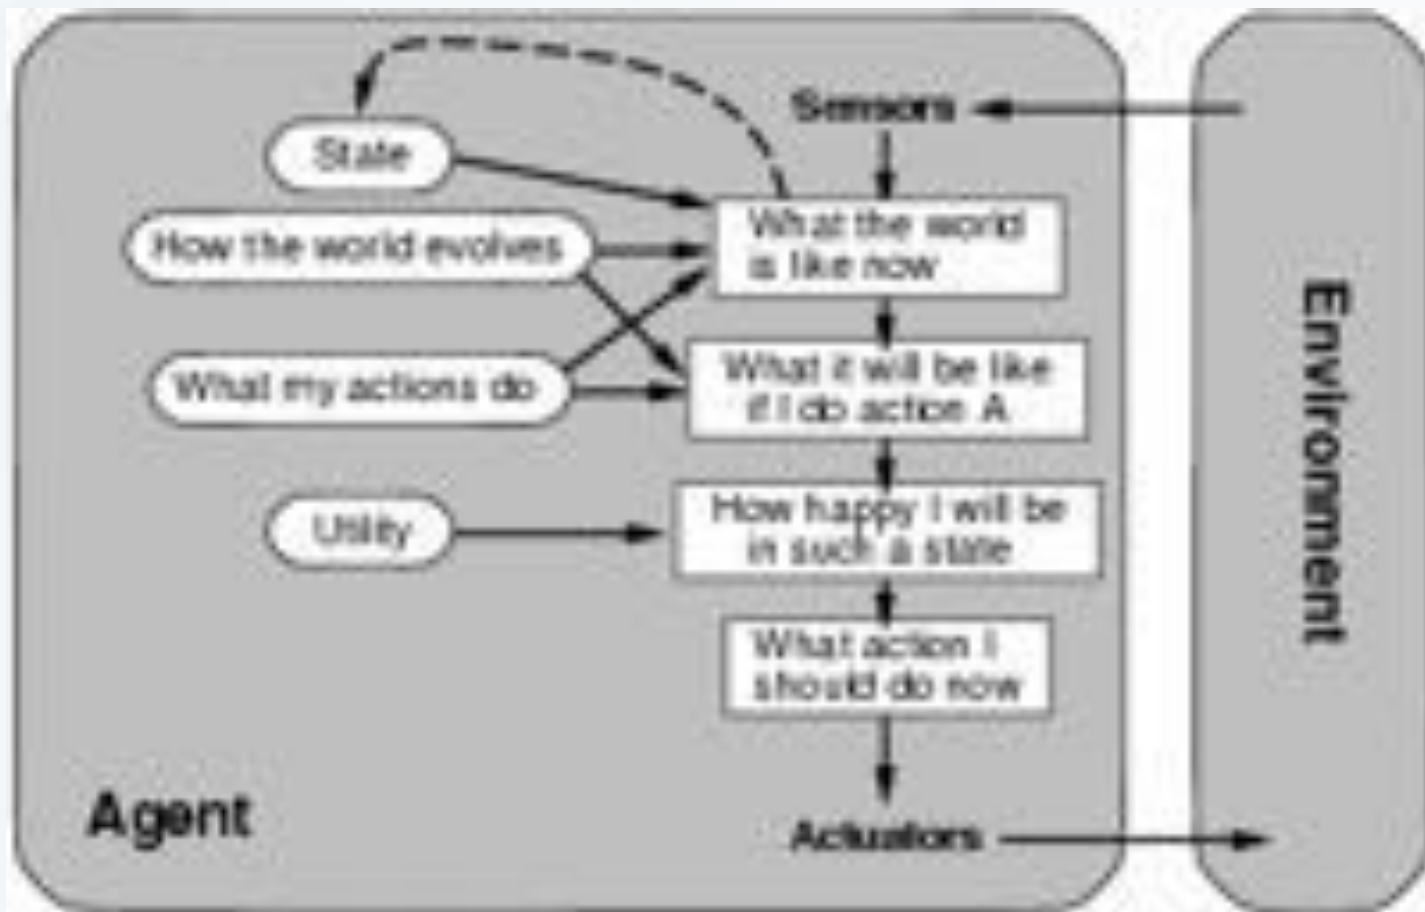 Sensors
State
What the world
is like now
How the world evolves
What it will be like
if I do action A
What my actions do
How happy I will be
in such a state
Utility
What action I
should do now
Agent
Actuators
Environment